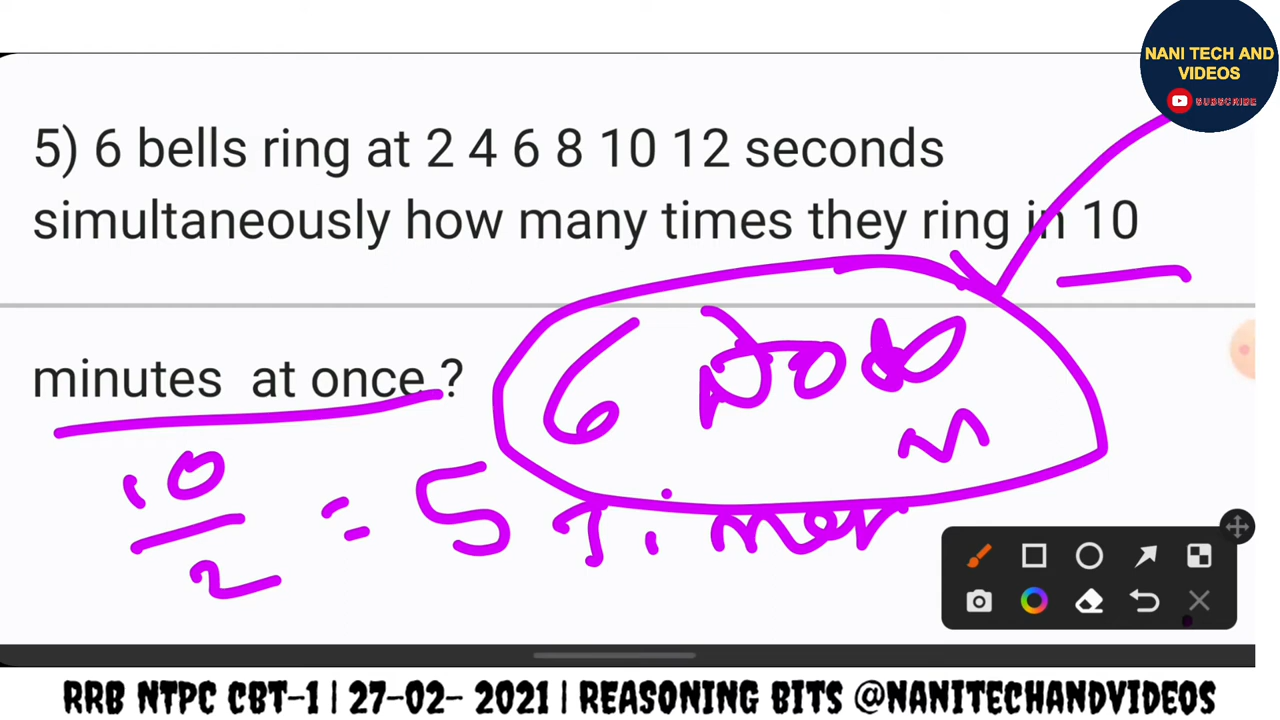 NANI TECH AND
VIDEOS
SUBSCRIBE
5) 6 bells ring at 2 4 6 8 10 12 seconds
simultaneously how many times they ring in 10
minutes at once ?
6
10
2
= 5 Times
RRB NTPC CBT-1 | 27-02- 2021 | REASONING BITS @NANITECHANDVIDEOS